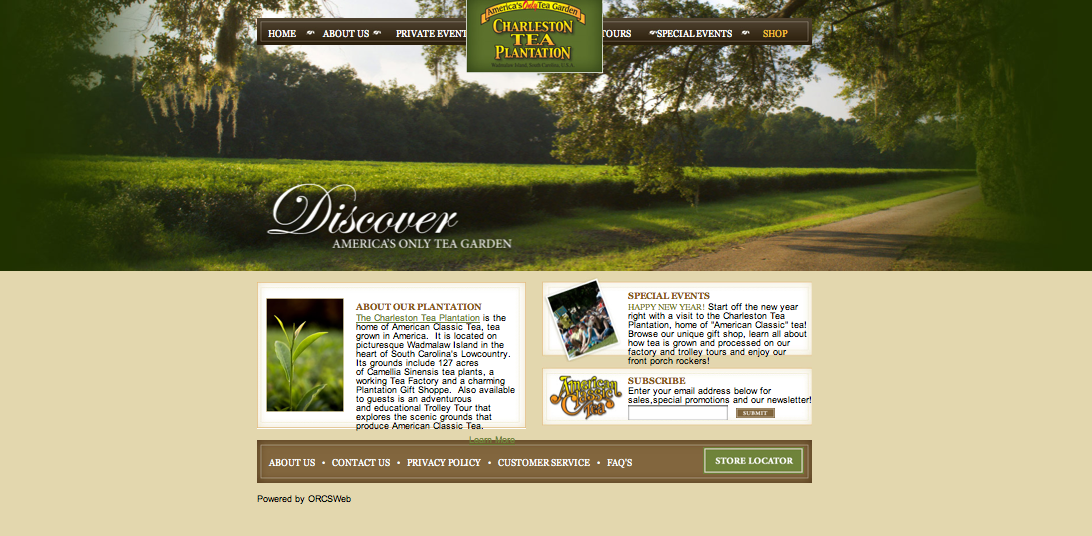 America's Only Tea Garden
HOME ABOUT US PRIVATE EVENT TOURS SPECIAL EVENTS SHOP
CHARLESTON
TEA
PLANTATION
Wadmalaw Island, South Carolina, U.S.A.
Discover
AMERICA'S ONLY TEA GARDEN
ABOUT OUR PLANTATION
The Charleston Tea Plantation is the
home of American Classic Tea, tea
grown in America. It is located on
picturesque Wadmalaw Island in the
heart of South Carolina's Lowcountry.
Its grounds include 127 acres
of Camellia Sinensis tea plants, a
working Tea Factory and a charming
Plantation Gift Shoppe. Also available
to guests is an adventurous
and educational Trolley Tour that
explores the scenic grounds that
produce American Classic Tea.
Learn More
SPECIAL EVENTS
HAPPY NEW YEAR! Start off the new year
right with a visit to the Charleston Tea
Plantation, home of "American Classic" tea!
Browse our unique gift shop, learn all about
how tea is grown and processed on our
factory and trolley tours and enjoy our
front porch rockers!
American
Classic
Tea
SUBSCRIBE
Enter your email address below for
sales,special promotions and our newsletter!
SUBMIT
ABOUT US • CONTACT US • PRIVACY POLICY • CUSTOMER SERVICE • FAQ'S
STORE LOCATOR
Powered by ORCSWeb